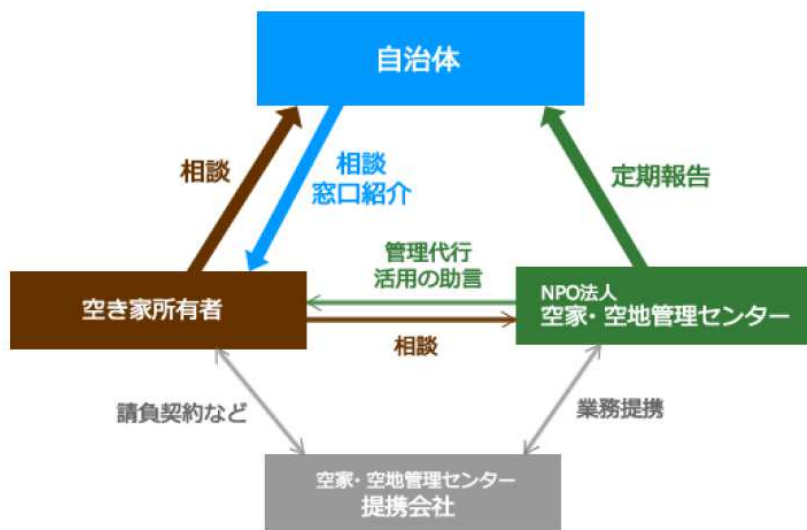 自治体
相談
相談
窓口紹介
定期報告
管理代行
活用の助言
空き家所有者
NPO法人
空家・空地管理センター
相談
請負契約など
業務提携
空家・空地管理センター
提携会社